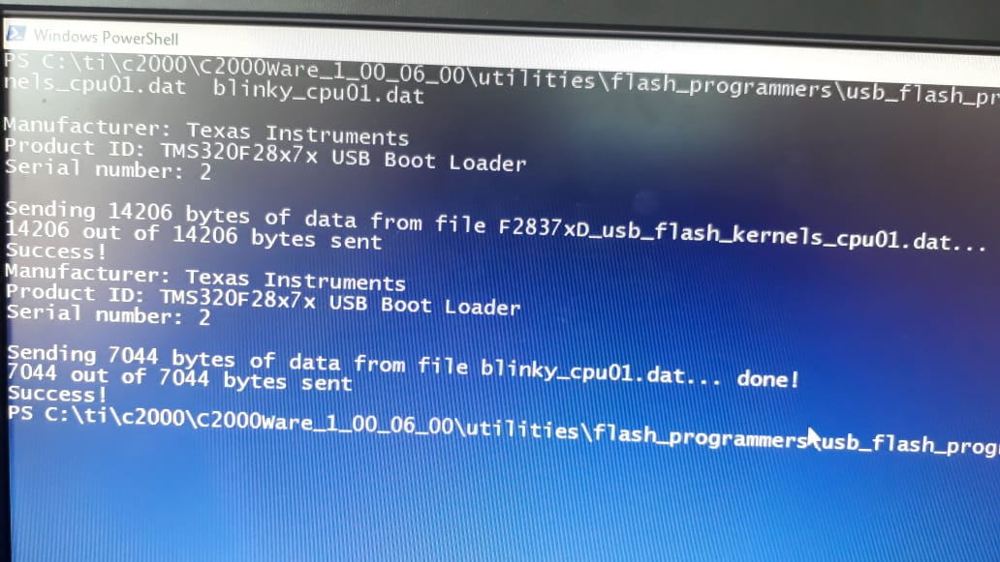 Windows PowerShell
PS C:\ti\c2000\C2000Ware_1_00_06_00\utilities\flash_programmers\usb_flash_pr
nels_cpu01.dat  blinky_cpu01.dat
Manufacturer: Texas Instruments
Product ID: TMS320F28x7x USB Boot Loader
Serial number: 2
Sending 14206 bytes of data from file F2837xD_usb_flash_kernels_cpu01.dat...
14206 out of 14206 bytes sent
Success!
Manufacturer: Texas Instruments
Product ID: TMS320F28x7x USB Boot Loader
Serial number: 2
Sending 7044 bytes of data from file blinky_cpu01.dat... done!
7044 out of 7044 bytes sent
Success!
PS C:\ti\c2000\C2000Ware_1_00_06_00\utilities\flash_programmers\usb_flash_prog